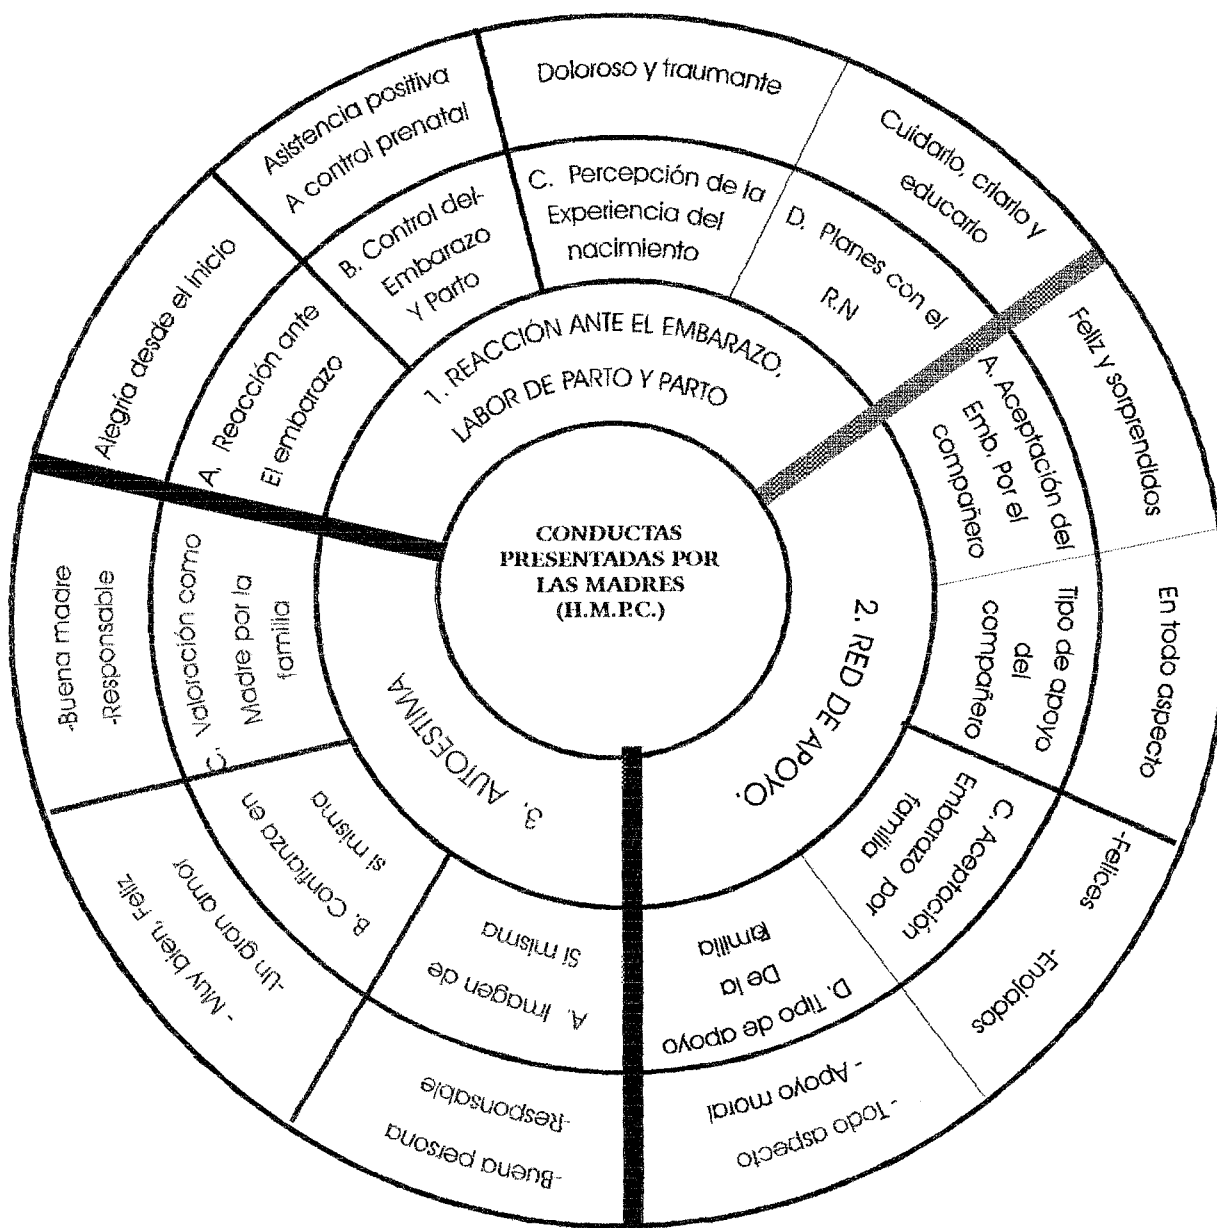 CONDUCTAS
PRESENTADAS POR
LAS MADRES
(H.M.P.C.)
1. REACCIÓN ANTE EL EMBARAZO,
LABOR DE PARTO Y PARTO
A. Reacción ante
El embarazo
Alegría desde el Inicio
B. Control del-
Embarazo
Y Parto
Asistencia positiva
A control prenatal
C. Percepción de la
Experiencia del
nacimiento
Doloroso y traumante
D. Planes con el
R.N
Cuidarlo, criarlo y
educarlo
2. RED DE APOYO.
A. Aceptación del
Emb. Por el
compañero
Feliz y sorprendidos
Tipo de apoyo
del
compañero
En todo aspecto
C. Aceptación
Embarazo por
familia
-Felices
-Enojados
D. Tipo de apoyo
De la
familia
- Todo aspecto
- Apoyo moral
3. AUTOESTIMA
A. Imagen de
Sí misma
-Buena persona
-Responsable
B. Confianza en
sí misma
- Muy bien, Feliz
-Un gran amor
C. Valoración como
Madre por la
familia
-Buena madre
-Responsable